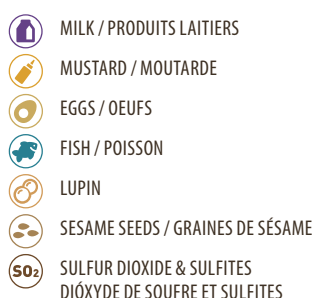 MILK / PRODUITS LAITIERS
MUSTARD / MOUTARDE
EGGS / OEUFS
FISH / POISSON
LUPIN
SESAME SEEDS / GRAINES DE SÉSAME
SO₂ SULFUR DIOXIDE & SULFITES
DIÓXYDE DE SOUFRE ET SULFITES